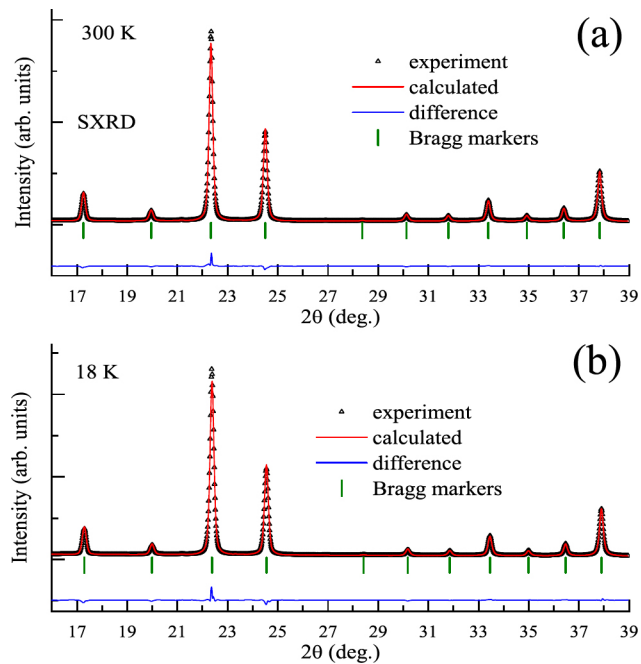 300 K
(a)
experiment
calculated
SXRD
difference
Bragg markers
Intensity (arb. units)
17 19 21 23 25 27 29 31 33 35 37 39
2θ (deg.)
18 K
(b)
experiment
calculated
difference
Bragg markers
Intensity (arb. units)
17 19 21 23 25 27 29 31 33 35 37 39
2θ (deg.)